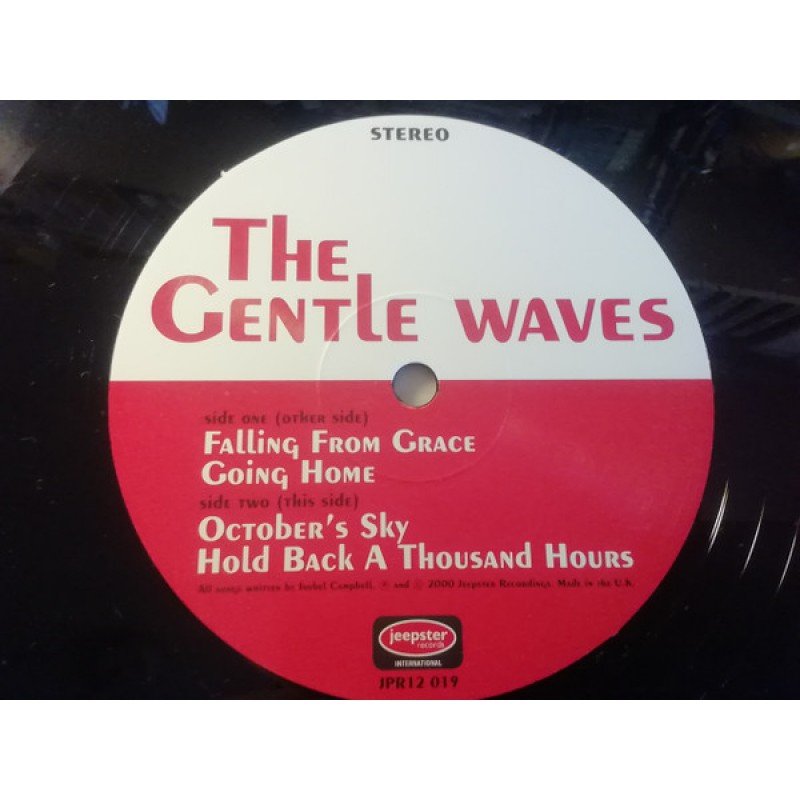 STEREO
The
Gentle waves
side one (other side)
Falling From Grace
Going Home
side two (this side)
October's Sky
Hold Back A Thousand Hours
All songs written by Isobel Campbell. ℗ and © 2000 Jeepster Recordings. Made in the U.K.
jeepster
records
INTERNATIONAL
JPR12 019